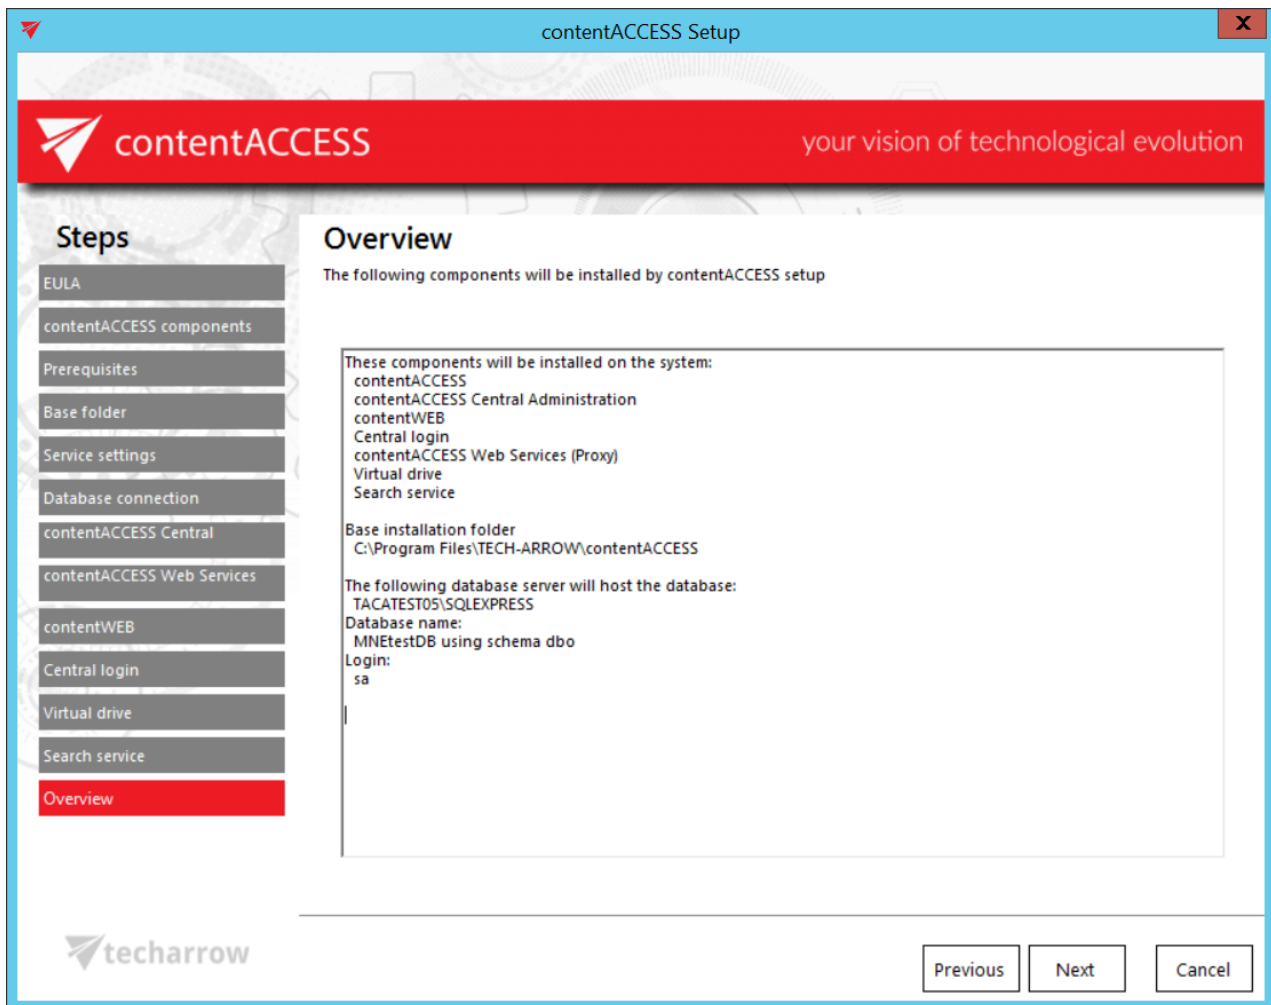 contentACCESS Setup
X
contentACCESS
your vision of technological evolution
Steps
EULA
contentACCESS components
Prerequisites
Base folder
Service settings
Database connection
contentACCESS Central
contentACCESS Web Services
contentWEB
Central login
Virtual drive
Search service
Overview
Overview
The following components will be installed by contentACCESS setup
These components will be installed on the system:
contentACCESS
contentACCESS Central Administration
contentWEB
Central login
contentACCESS Web Services (Proxy)
Virtual drive
Search service
Base installation folder
C:\Program Files\TECH-ARROW\contentACCESS
The following database server will host the database:
TACATEST05\SQLEXPRESS
Database name:
MNEtestDB using schema dbo
Login:
sa
techarrow
Previous
Next
Cancel